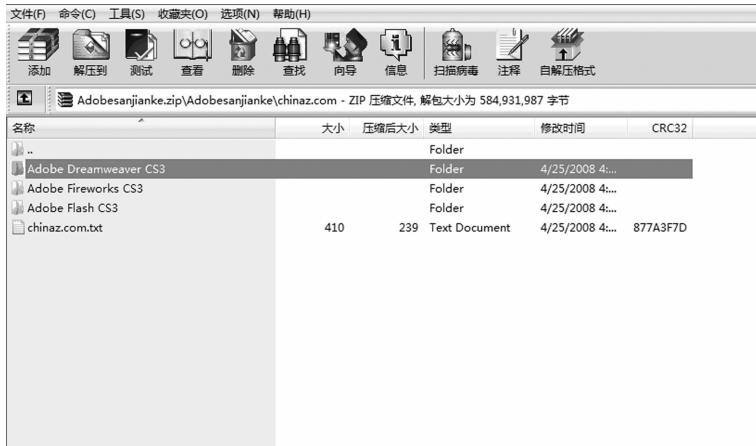 文件(F) 命令(C) 工具(S) 收藏夹(O) 选项(N) 帮助(H)
添加 解压到 测试 查看 删除 查找 向导 信息 扫描病毒 注释 自解压格式
Adobesanjianke.zip\Adobesanjianke\chinaz.com - ZIP 压缩文件, 解包大小为 584,931,987 字节
名称 大小 压缩后大小 类型 修改时间 CRC32
.. Folder
Adobe Dreamweaver CS3 Folder 4/25/2008 4:...
Adobe Fireworks CS3 Folder 4/25/2008 4:...
Adobe Flash CS3 Folder 4/25/2008 4:...
chinaz.com.txt 410 239 Text Document 4/25/2008 4:... 877A3F7D